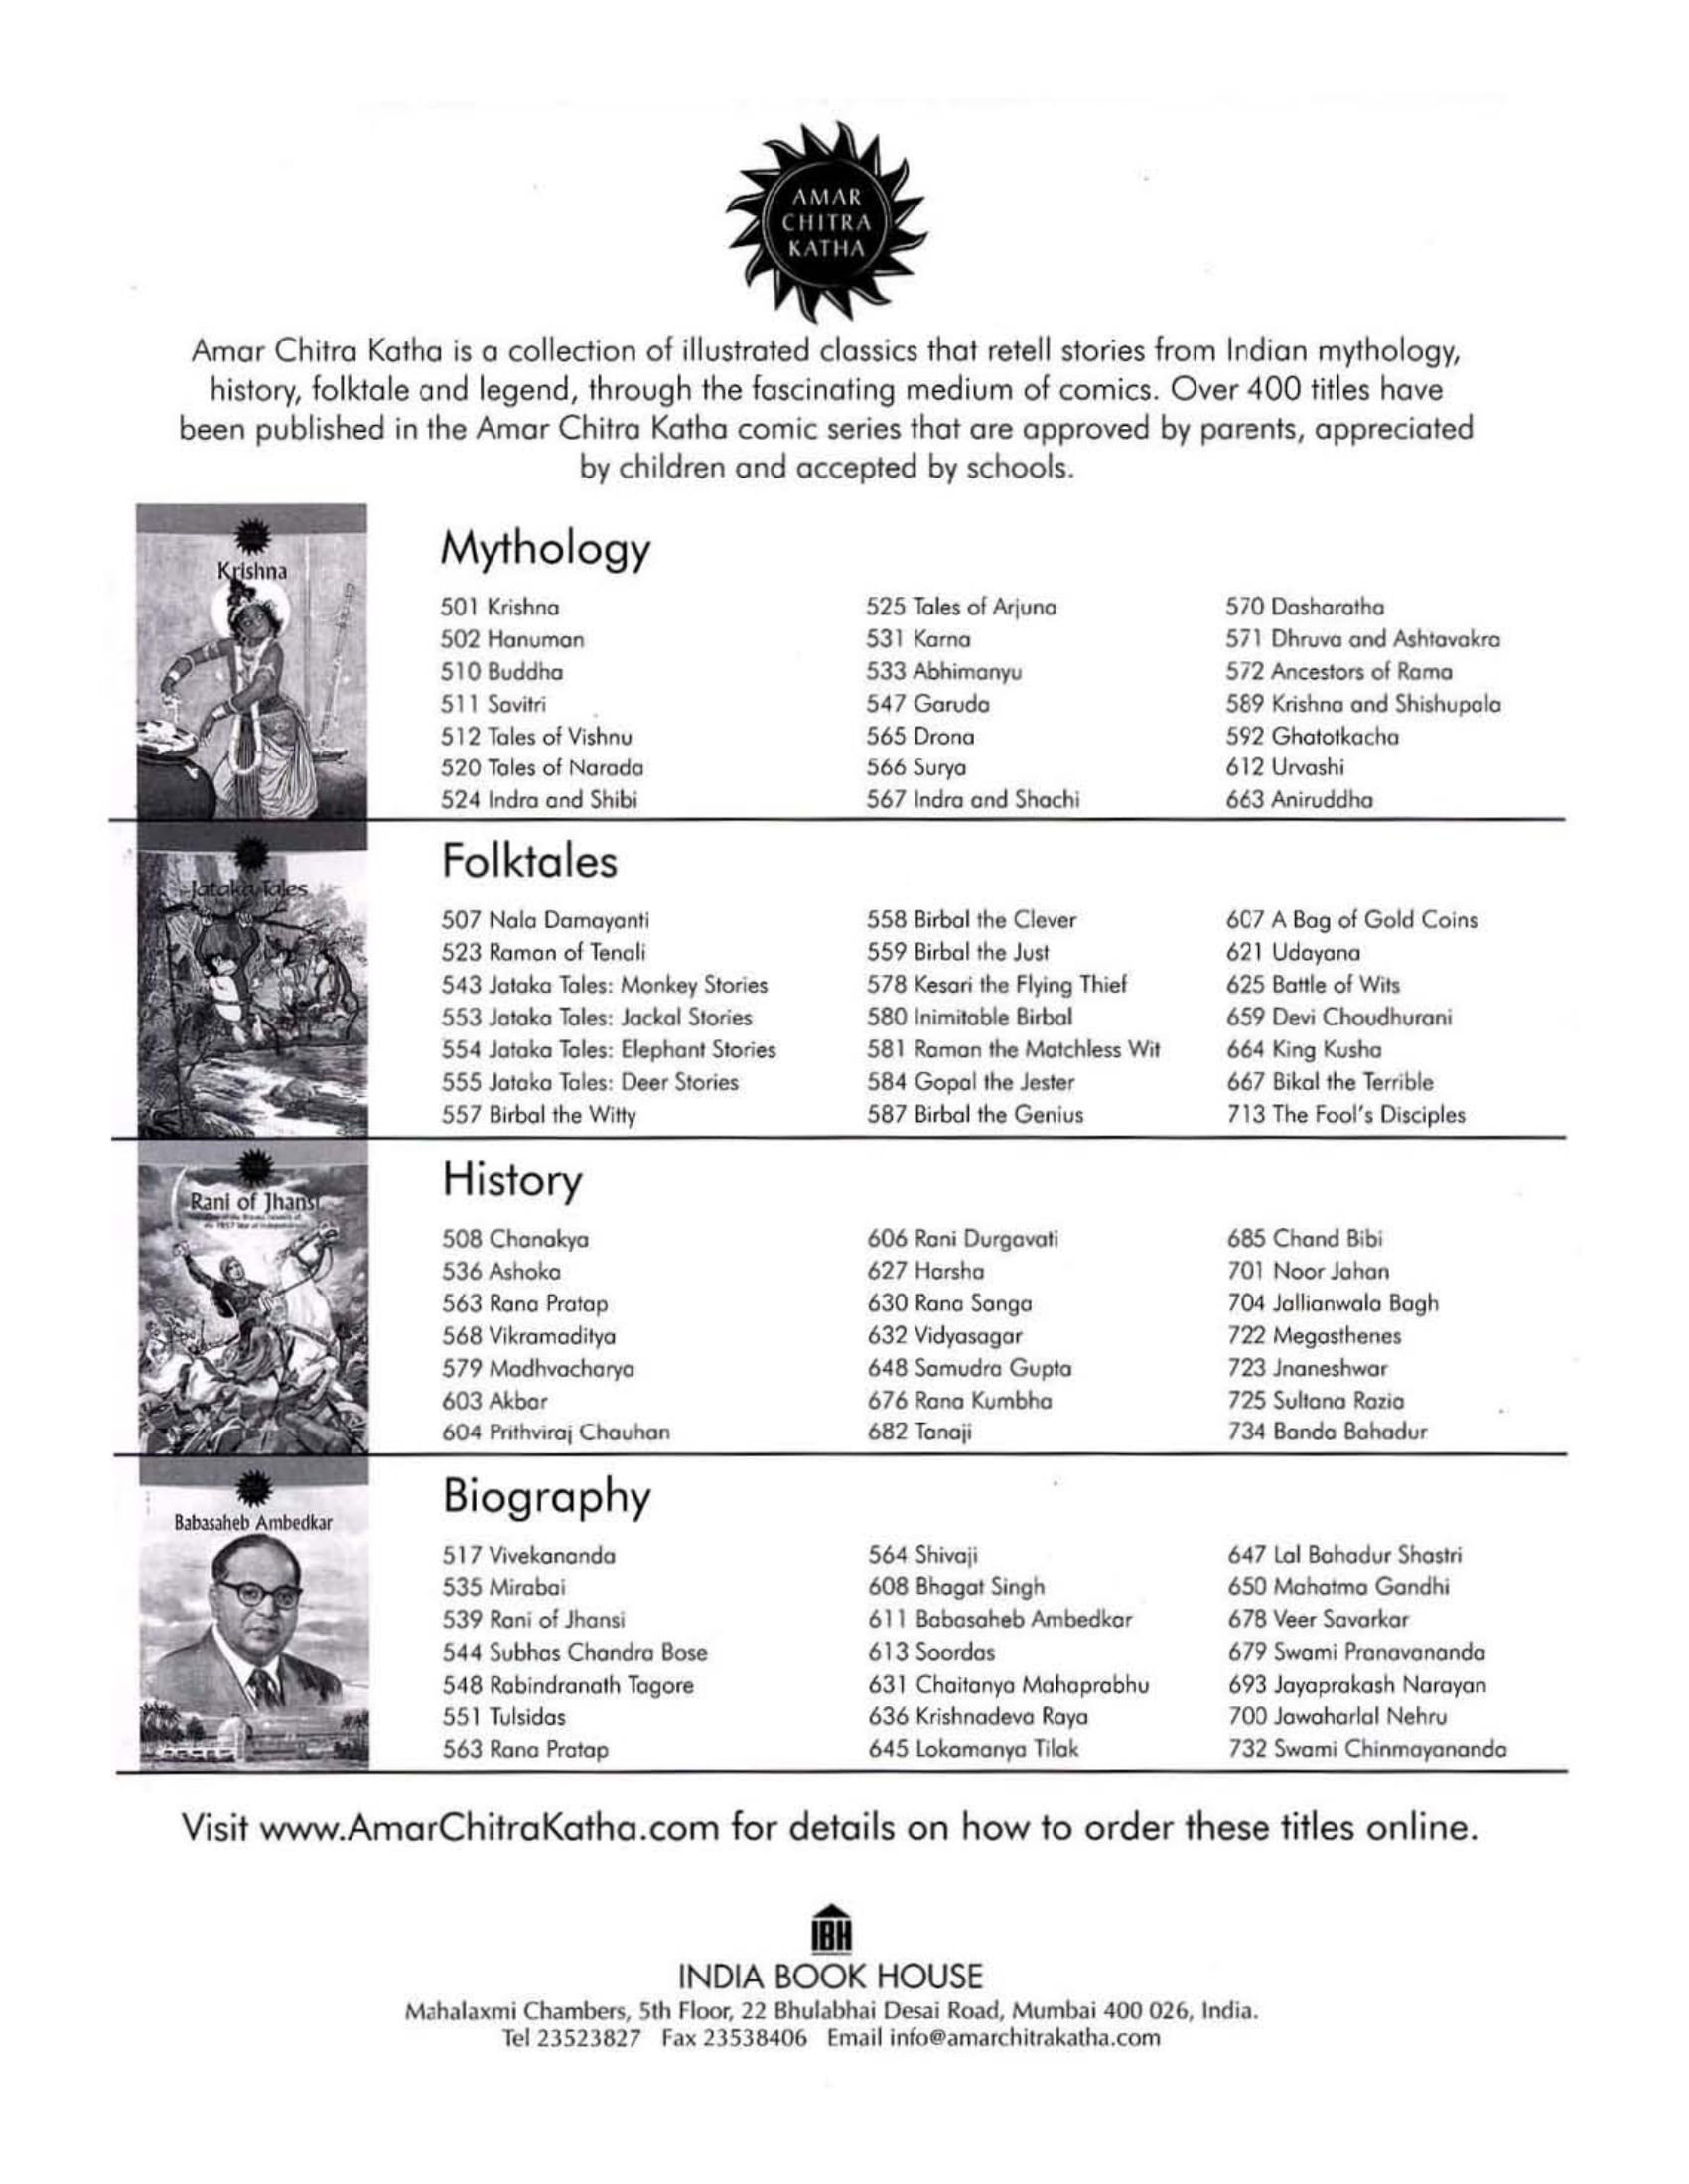 AMAR
CHITRA
KATHA
Amar Chitra Katha is a collection of illustrated classics that retell stories from Indian mythology,
history, folktale and legend, through the fascinating medium of comics. Over 400 titles have
been published in the Amar Chitra Katha comic series that are approved by parents, appreciated
by children and accepted by schools.
Krishna
Mythology
501 Krishna
502 Hanuman
510 Buddha
511 Savitri
512 Tales of Vishnu
520 Tales of Narada
524 Indra and Shibi
525 Tales of Arjuna
531 Karna
533 Abhimanyu
547 Garuda
565 Drona
566 Surya
567 Indra and Shachi
570 Dasharatha
571 Dhruva and Ashtavakra
572 Ancestors of Rama
589 Krishna and Shishupala
592 Ghatotkacha
612 Urvashi
663 Aniruddha
Jataka Tales
Folktales
507 Nala Damayanti
523 Raman of Tenali
543 Jataka Tales: Monkey Stories
553 Jataka Tales: Jackal Stories
554 Jataka Tales: Elephant Stories
555 Jataka Tales: Deer Stories
557 Birbal the Witty
558 Birbal the Clever
559 Birbal the Just
578 Kesari the Flying Thief
580 Inimitable Birbal
581 Raman the Matchless Wit
584 Gopal the Jester
587 Birbal the Genius
607 A Bag of Gold Coins
621 Udayana
625 Battle of Wits
659 Devi Choudhurani
664 King Kusha
667 Bikal the Terrible
713 The Fool's Disciples
Rani of Jhansi
History
508 Chanakya
536 Ashoka
563 Rana Pratap
568 Vikramaditya
579 Madhvacharya
603 Akbar
604 Prithviraj Chauhan
606 Rani Durgavati
627 Harsha
630 Rana Sanga
632 Vidyasagar
648 Samudra Gupta
676 Rana Kumbha
682 Tanaji
685 Chand Bibi
701 Noor Jahan
704 Jallianwala Bagh
722 Megasthenes
723 Jnaneshwar
725 Sultana Razia
734 Banda Bahadur
Babasaheb Ambedkar
Biography
517 Vivekananda
535 Mirabai
539 Rani of Jhansi
544 Subhas Chandra Bose
548 Rabindranath Tagore
551 Tulsidas
563 Rana Pratap
564 Shivaji
608 Bhagat Singh
611 Babasaheb Ambedkar
613 Soordas
631 Chaitanya Mahaprabhu
636 Krishnadeva Raya
645 Lokamanya Tilak
647 Lal Bahadur Shastri
650 Mahatma Gandhi
678 Veer Savarkar
679 Swami Pranavananda
693 Jayaprakash Narayan
700 Jawaharlal Nehru
732 Swami Chinmayananda
Visit www.AmarChitraKatha.com for details on how to order these titles online.
IBH
INDIA BOOK HOUSE
Mahalaxmi Chambers, 5th Floor, 22 Bhulabhai Desai Road, Mumbai 400 026, India.
Tel 23523827 Fax 23538406 Email info@amarchitrakatha.com